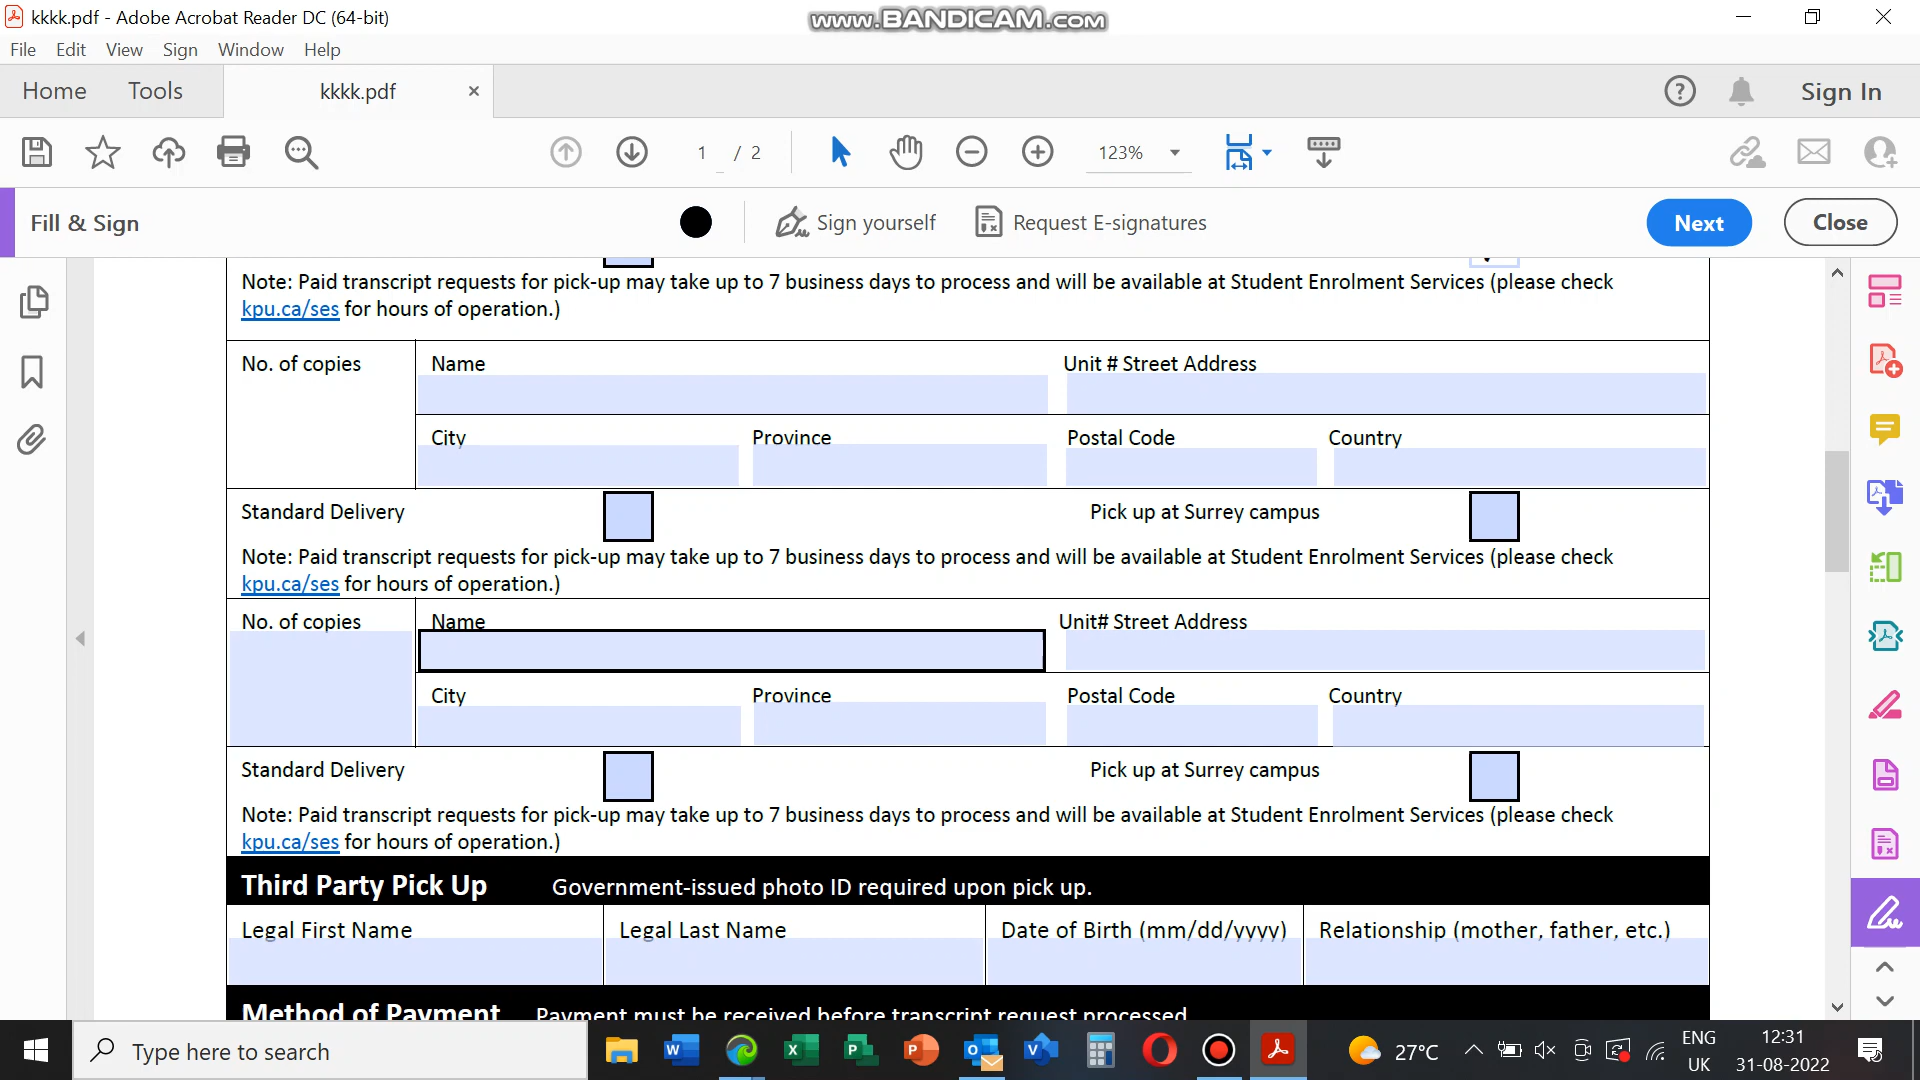 kkkk.pdf - Adobe Acrobat Reader DC (64-bit)
www.BANDICAM.com
File Edit View Sign Window Help
Home Tools kkkk.pdf × Sign In
1 / 2 123%
Fill & Sign Sign yourself Request E-signatures Next Close
Note: Paid transcript requests for pick-up may take up to 7 business days to process and will be available at Student Enrolment Services (please check
kpu.ca/ses for hours of operation.)
No. of copies Name Unit # Street Address
City Province Postal Code Country
Standard Delivery Pick up at Surrey campus
Note: Paid transcript requests for pick-up may take up to 7 business days to process and will be available at Student Enrolment Services (please check
kpu.ca/ses for hours of operation.)
No. of copies Name Unit# Street Address
City Province Postal Code Country
Standard Delivery Pick up at Surrey campus
Note: Paid transcript requests for pick-up may take up to 7 business days to process and will be available at Student Enrolment Services (please check
kpu.ca/ses for hours of operation.)
Third Party Pick Up Government-issued photo ID required upon pick up.
Legal First Name Legal Last Name Date of Birth (mm/dd/yyyy) Relationship (mother, father, etc.)
Method of Payment Payment must be received before transcript request processed
Type here to search 27°C ENG 12:31
UK 31-08-2022